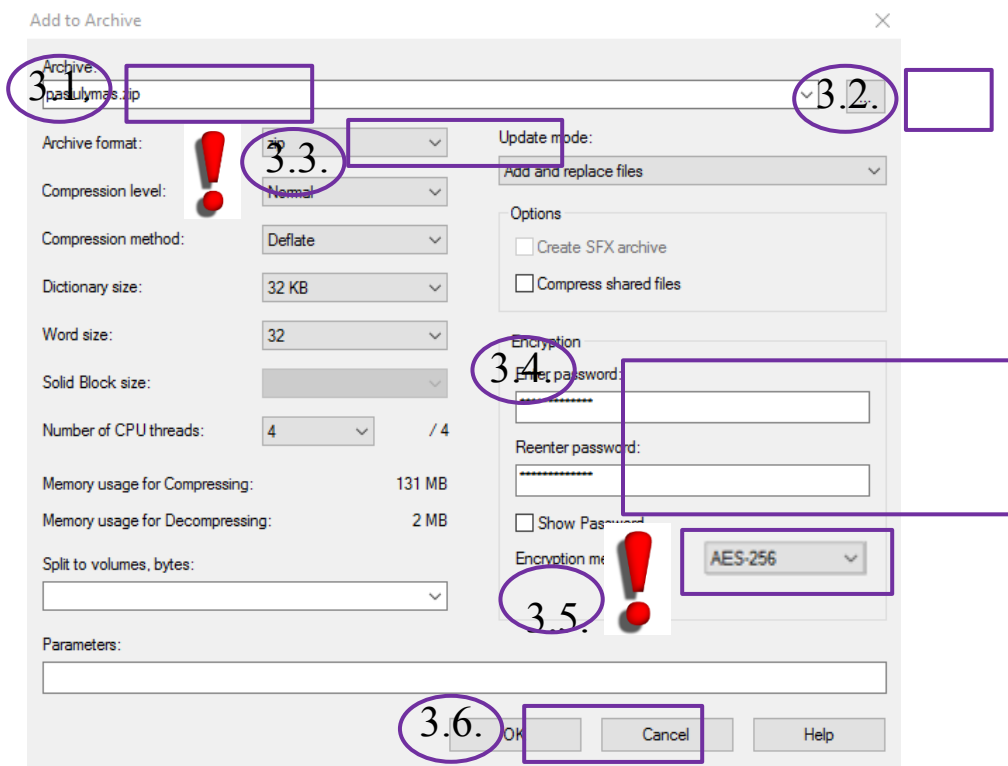 Add to Archive
Archive:
3.1.
pasiulymas.zip
3.2.
...
Archive format:
zip
3.3.
Compression level:
Normal
Compression method:
Deflate
Dictionary size:
32 KB
Word size:
32
Solid Block size:
Number of CPU threads:
4
/ 4
Memory usage for Compressing:
131 MB
Memory usage for Decompressing:
2 MB
Split to volumes, bytes:
Update mode:
Add and replace files
Options
Create SFX archive
Compress shared files
Encryption
3.4.
Enter password:
*************
Reenter password:
*************
Show Password
Encryption me
AES-256
3.5.
Parameters:
3.6.
OK
Cancel
Help